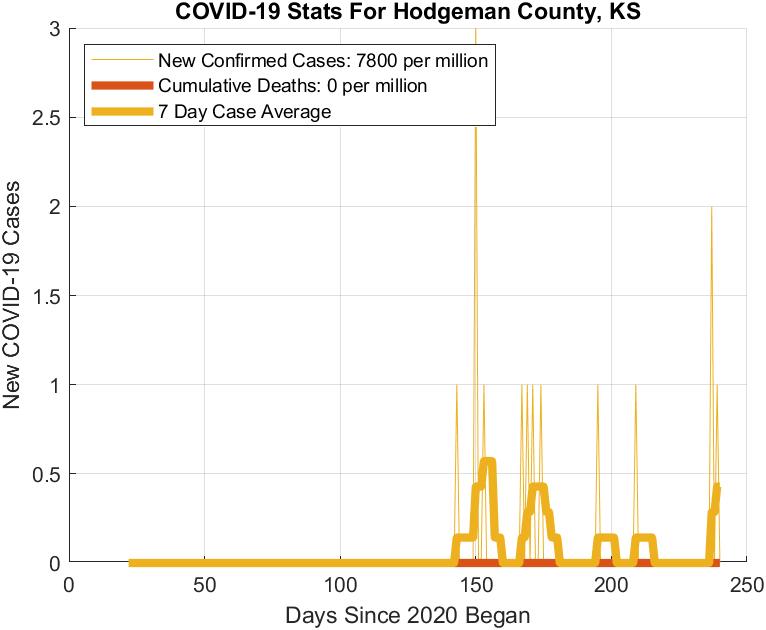 COVID-19 Stats For Hodgeman County, KS
New Confirmed Cases: 7800 per million
Cumulative Deaths: 0 per million
7 Day Case Average
New COVID-19 Cases
3
2.5
2
1.5
1
0.5
0
0 50 100 150 200 250
Days Since 2020 Began